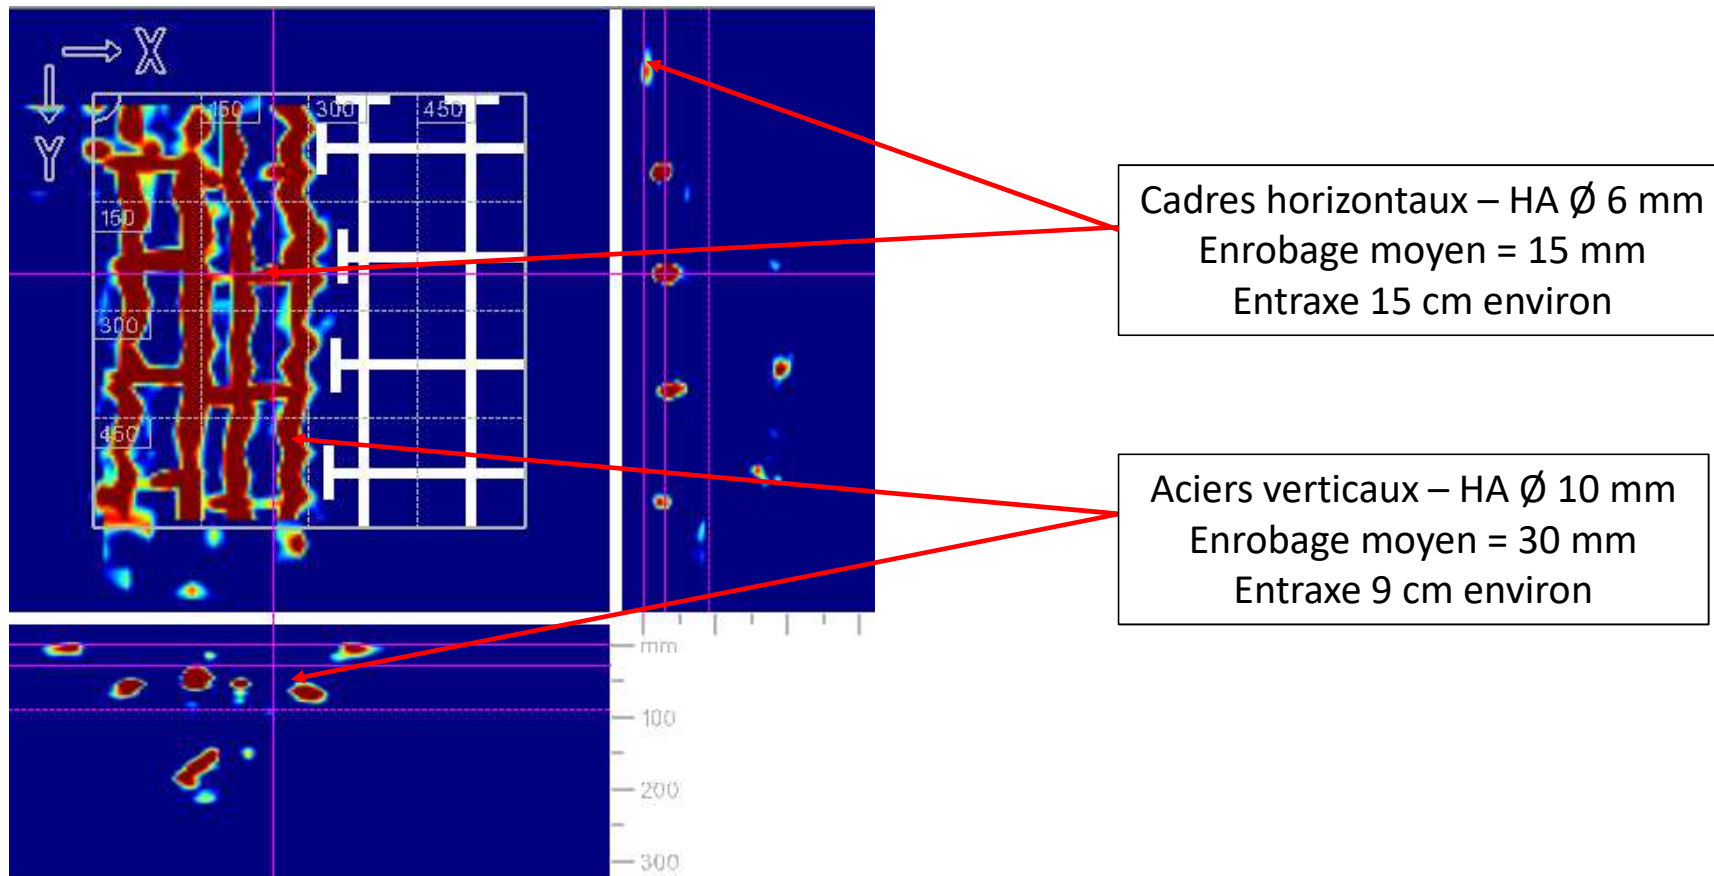 X
Y
150
300
450
150
300
450
mm
100
200
300
Cadres horizontaux – HA Ø 6 mm
Enrobage moyen = 15 mm
Entraxe 15 cm environ
Aciers verticaux – HA Ø 10 mm
Enrobage moyen = 30 mm
Entraxe 9 cm environ